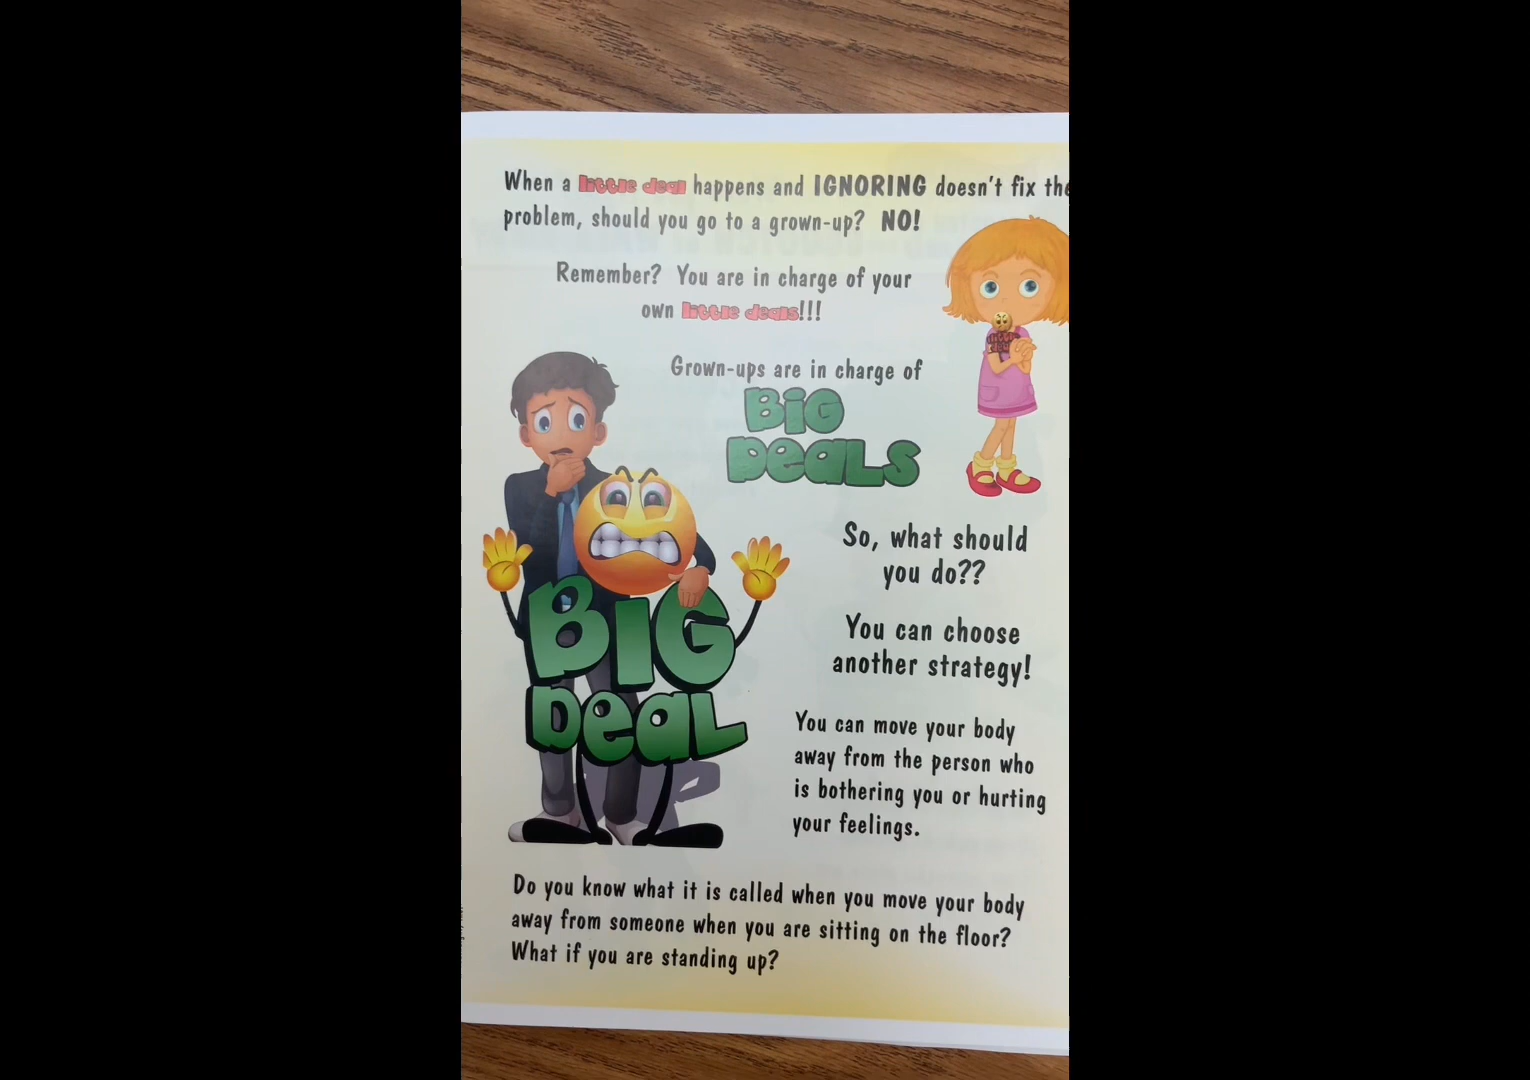 When a little deal happens and IGNORING doesn't fix the
problem, should you go to a grown-up? NO!
Remember? You are in charge of your
own little deals!!!
Grown-ups are in charge of
BiG
DeaLS
So, what should
you do??
You can choose
another strategy!
BiG
DeaL
You can move your body
away from the person who
is bothering you or hurting
your feelings.
Do you know what it is called when you move your body
away from someone when you are sitting on the floor?
What if you are standing up?